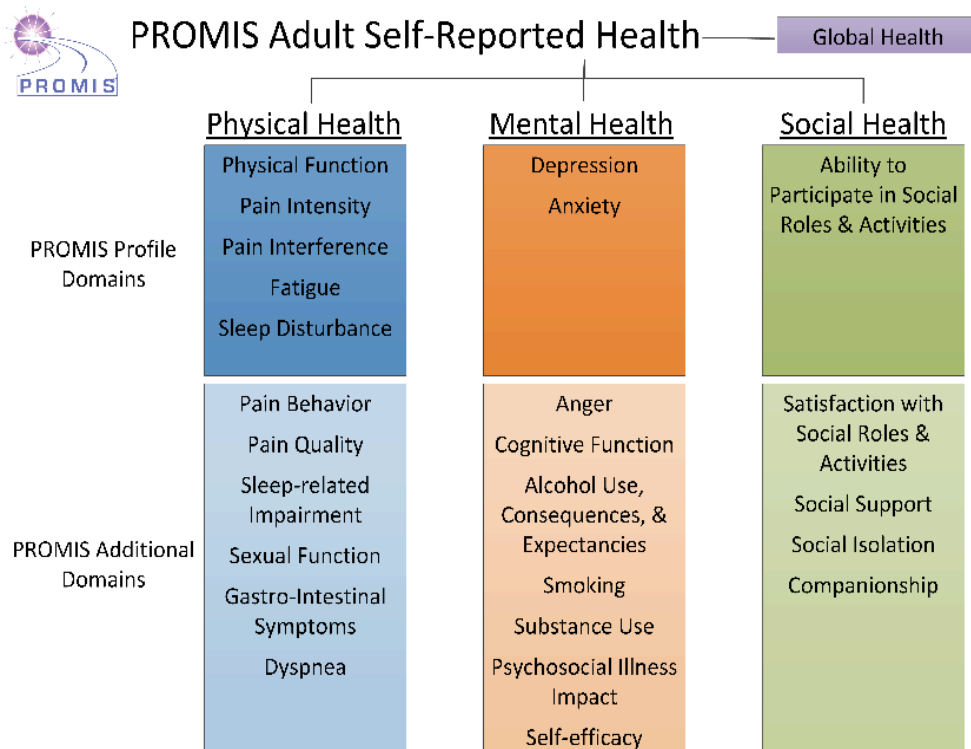 PROMIS
PROMIS Adult Self-Reported Health
Global Health
Physical Health
Mental Health
Social Health
PROMIS Profile
Domains
Physical Function
Pain Intensity
Pain Interference
Fatigue
Sleep Disturbance
Depression
Anxiety
Ability to
Participate in Social
Roles & Activities
PROMIS Additional
Domains
Pain Behavior
Pain Quality
Sleep-related
Impairment
Sexual Function
Gastro-Intestinal
Symptoms
Dyspnea
Anger
Cognitive Function
Alcohol Use,
Consequences, &
Expectancies
Smoking
Substance Use
Psychosocial Illness
Impact
Self-efficacy
Satisfaction with
Social Roles &
Activities
Social Support
Social Isolation
Companionship